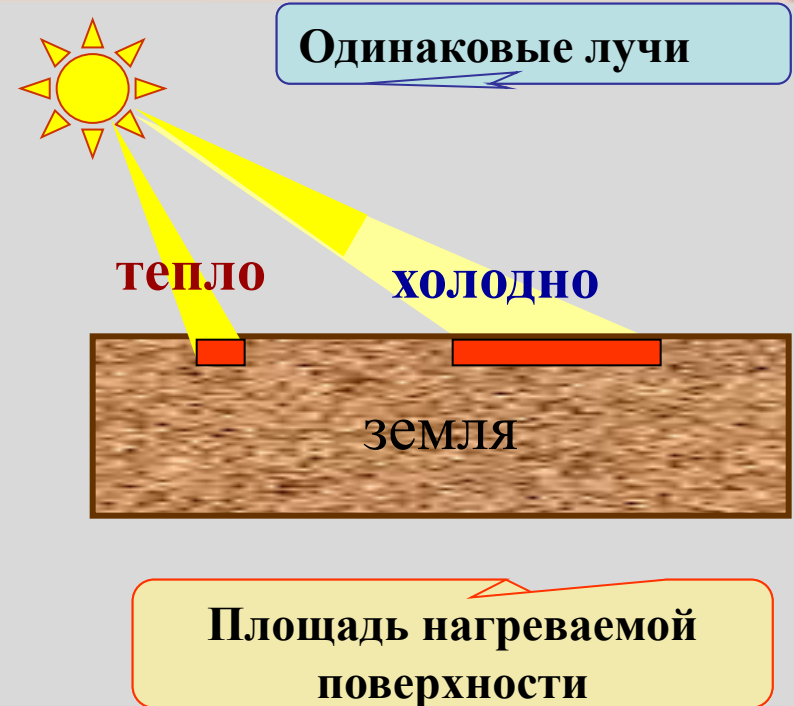 Одинаковые лучи
тепло
холодно
земля
Площадь нагреваемой
поверхности